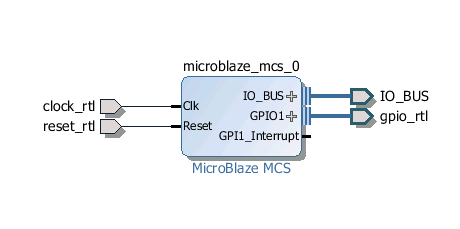 microblaze_mcs_0
clock_rtl
reset_rtl
Clk
Reset
IO_BUS
GPIO1
GPI1_Interrupt
IO_BUS
gpio_rtl
MicroBlaze MCS